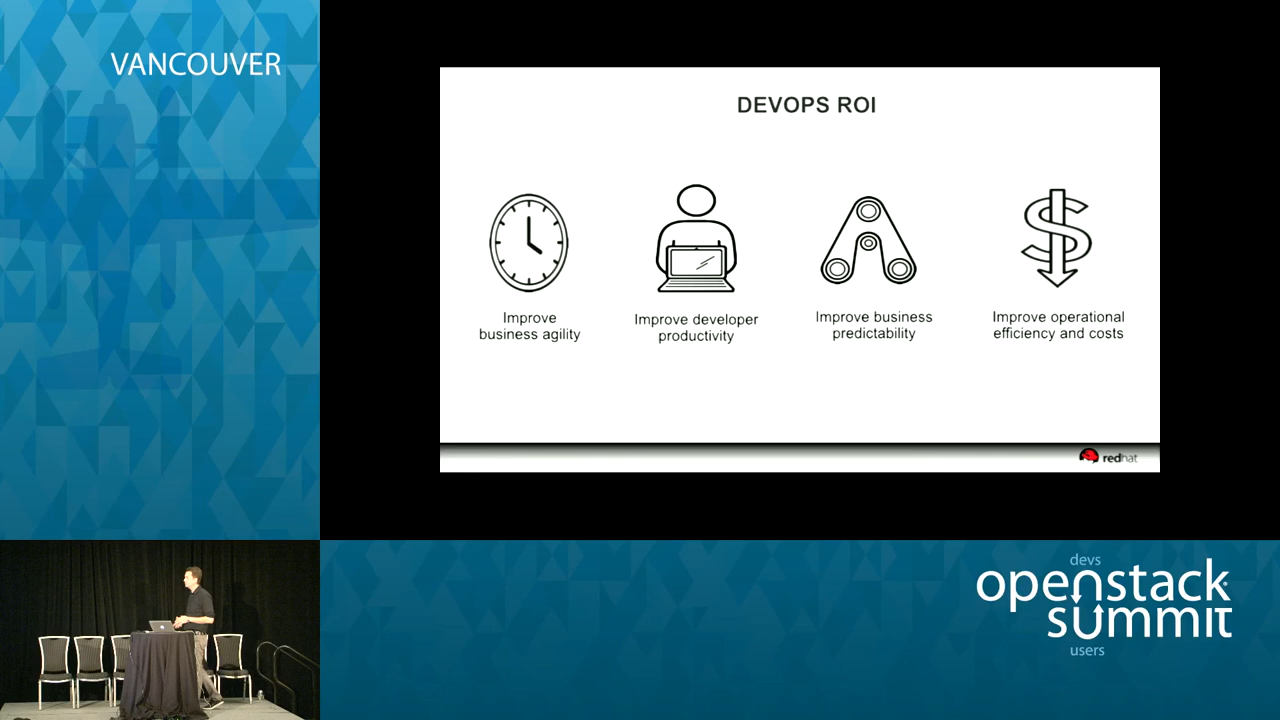 VANCOUVER
DEVOPS ROI
Improve
business agility
Improve developer
productivity
Improve business
predictability
Improve operational
efficiency and costs
redhat
devs
openstack
summit
users